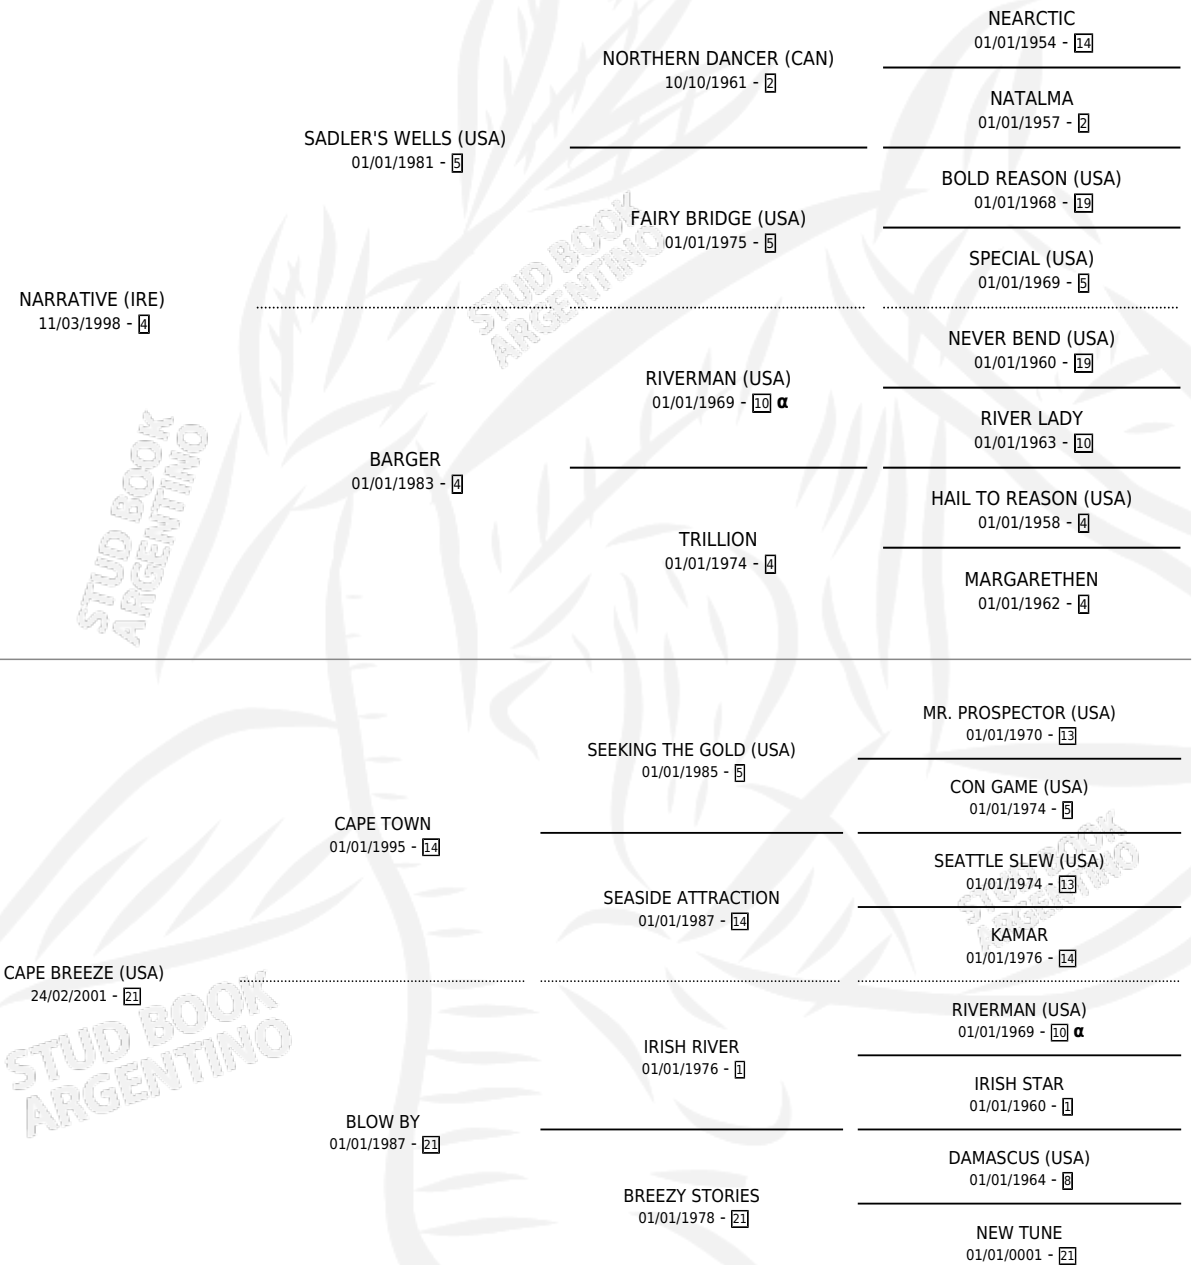 NEARCTIC
01/01/1954 - 14
NORTHERN DANCER (CAN)
10/10/1961 - 2
NATALMA
01/01/1957 - 2
SADLER'S WELLS (USA)
01/01/1981 - 5
BOLD REASON (USA)
01/01/1968 - 19
FAIRY BRIDGE (USA)
01/01/1975 - 5
SPECIAL (USA)
01/01/1969 - 5
STUD BOOK
ARGENTINO
NARRATIVE (IRE)
11/03/1998 - 4
NEVER BEND (USA)
01/01/1960 - 19
RIVERMAN (USA)
01/01/1969 - 10 α
RIVER LADY
01/01/1963 - 10
BARGER
01/01/1983 - 4
HAIL TO REASON (USA)
01/01/1958 - 4
TRILLION
01/01/1974 - 4
MARGARETHEN
01/01/1962 - 4
STUD BOOK
ARGENTINO
MR. PROSPECTOR (USA)
01/01/1970 - 13
SEEKING THE GOLD (USA)
01/01/1985 - 5
CON GAME (USA)
01/01/1974 - 5
CAPE TOWN
01/01/1995 - 14
SEATTLE SLEW (USA)
01/01/1974 - 13
SEASIDE ATTRACTION
01/01/1987 - 14
KAMAR
01/01/1976 - 14
STUD BOOK
ARGENTINO
CAPE BREEZE (USA)
24/02/2001 - 21
STUD BOOK
ARGENTINO
RIVERMAN (USA)
01/01/1969 - 10 α
IRISH RIVER
01/01/1976 - 1
IRISH STAR
01/01/1960 - 1
BLOW BY
01/01/1987 - 21
DAMASCUS (USA)
01/01/1964 - 8
BREEZY STORIES
01/01/1978 - 21
NEW TUNE
01/01/0001 - 21